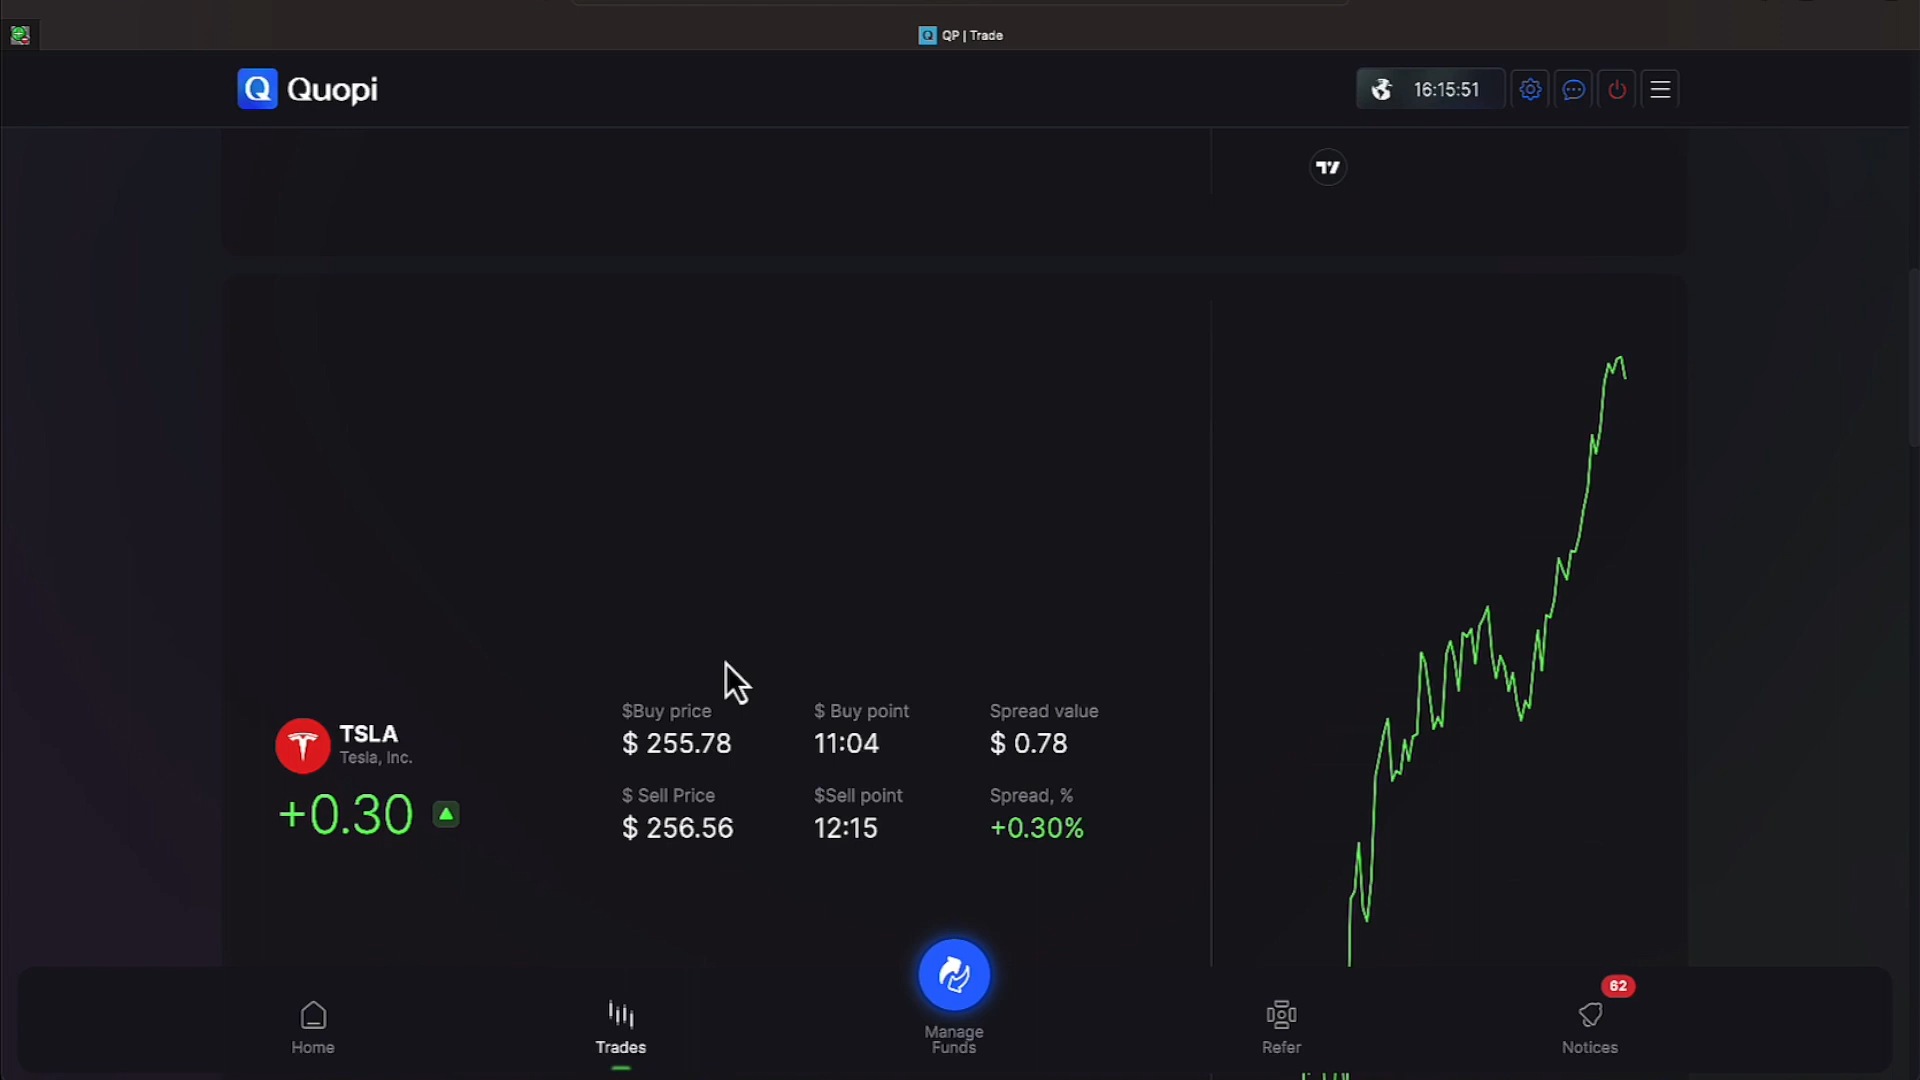 QP | Trade
Quopi
16:15:51
TSLA
Tesla, Inc.
+0.30
$Buy price
$ 255.78
$ Buy point
11:04
Spread value
$ 0.78
$ Sell Price
$ 256.56
$Sell point
12:15
Spread, %
+0.30%
Home
Trades
Manage
Funds
Refer
62
Notices